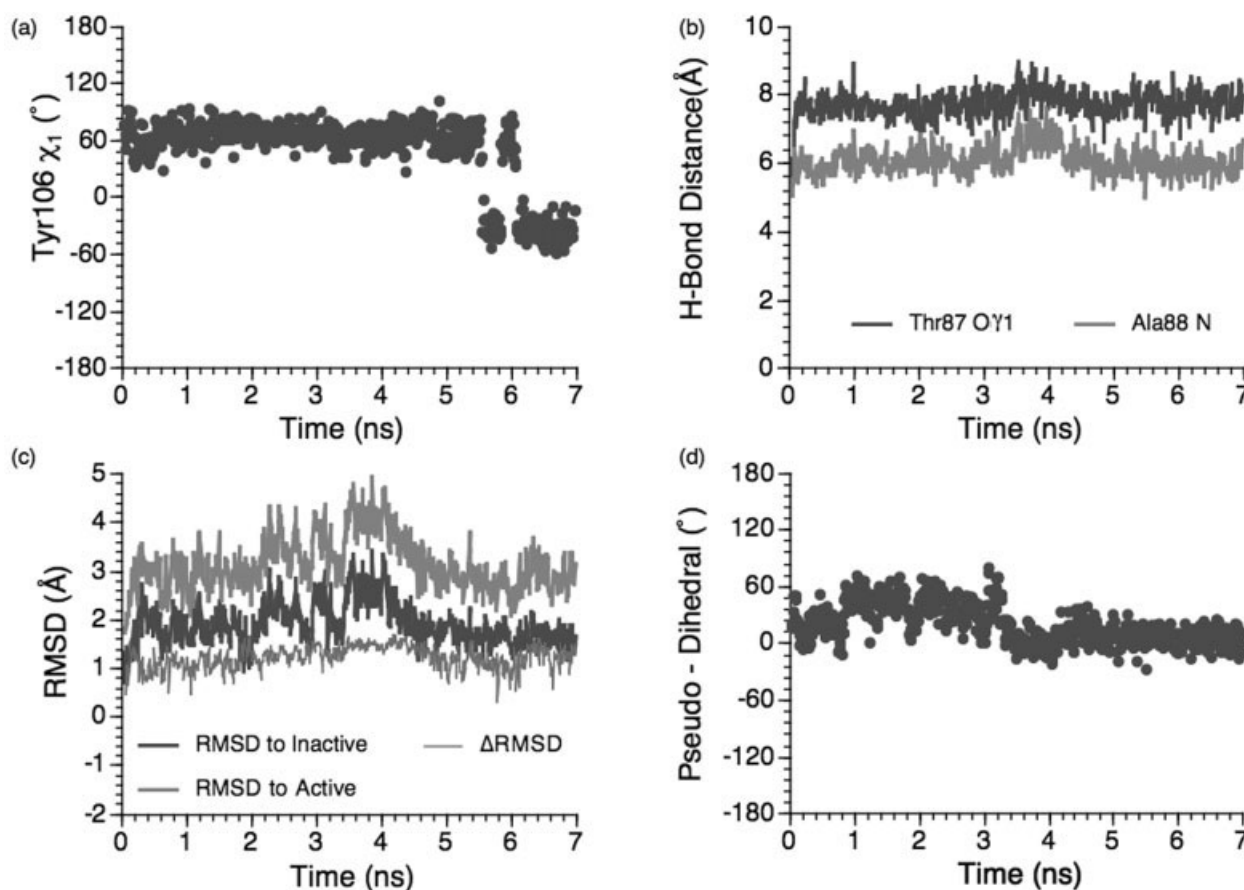 (a)
180
120
60
0
-60
-120
-180
Tyr106 χ1 (°)
0 1 2 3 4 5 6 7
Time (ns)
(b)
10
8
6
4
2
0
H-Bond Distance(Å)
Thr87 Oγ1 Ala88 N
0 1 2 3 4 5 6 7
Time (ns)
(c)
5
4
3
2
1
0
-1
-2
RMSD (Å)
RMSD to Inactive ΔRMSD
RMSD to Active
0 1 2 3 4 5 6 7
Time (ns)
(d)
180
120
60
0
-60
-120
-180
Pseudo - Dihedral (°)
0 1 2 3 4 5 6 7
Time (ns)